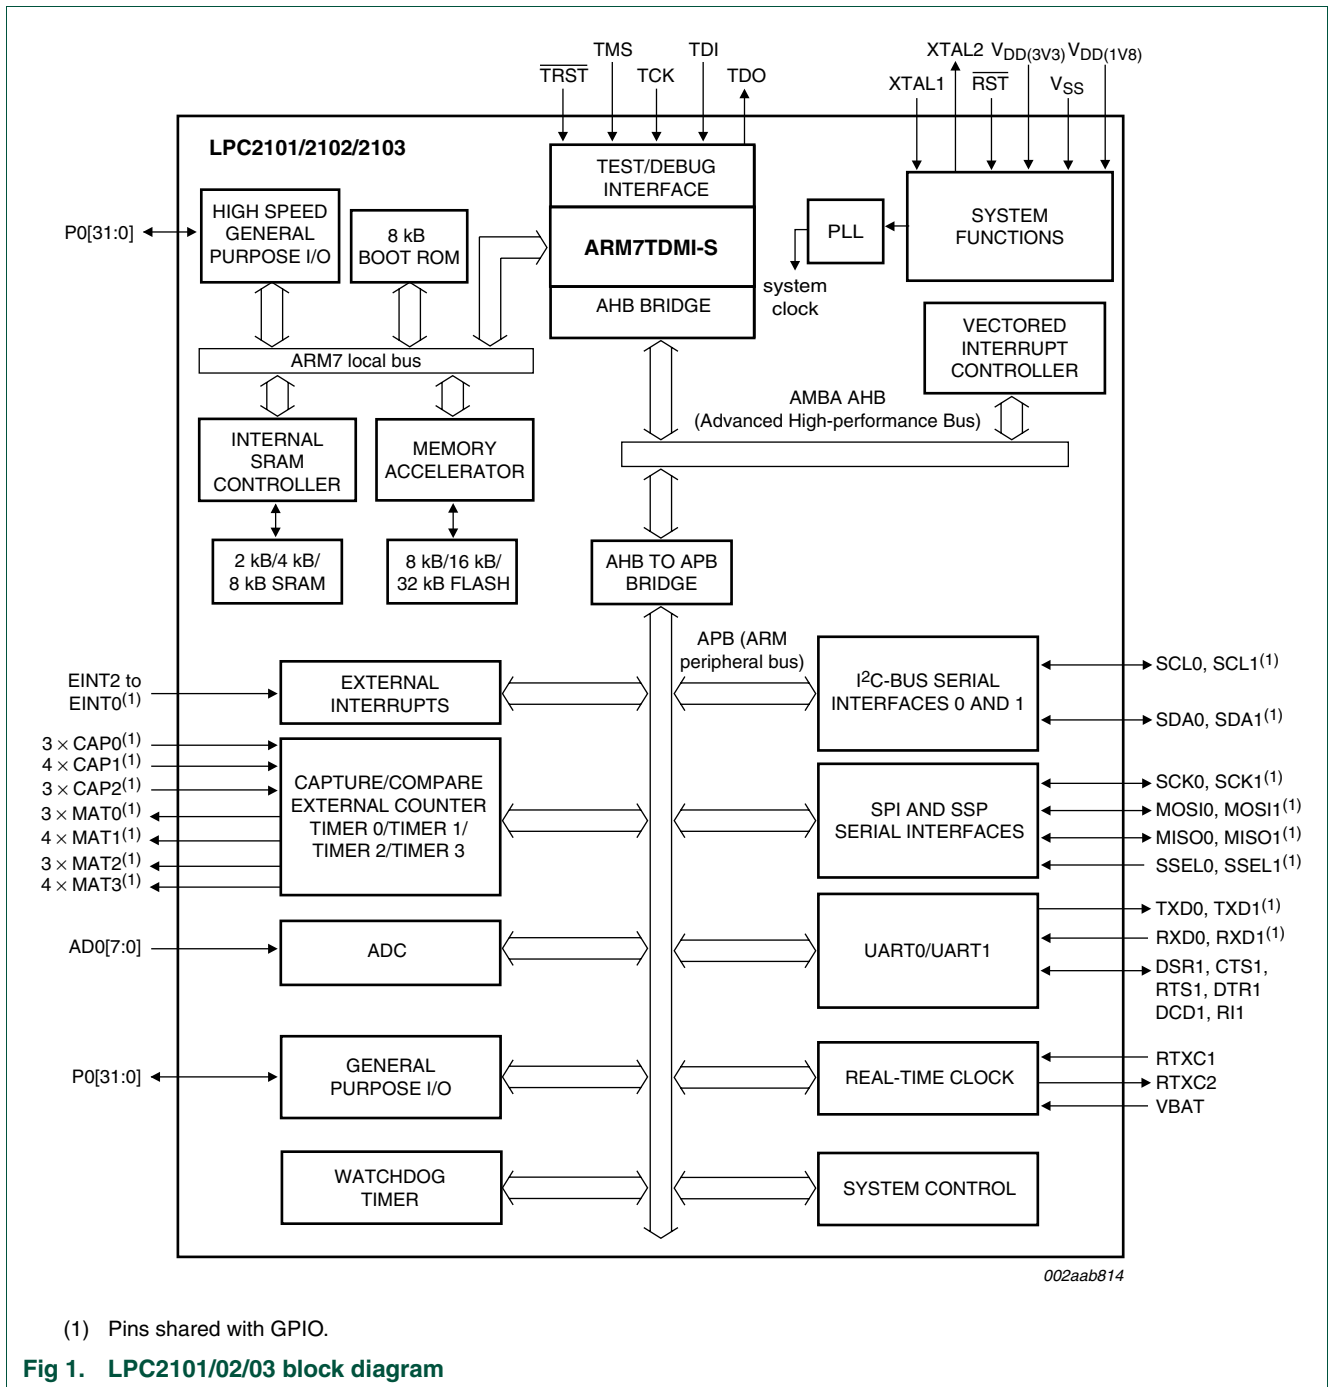 TMS
TDI
XTAL2 VDD(3V3) VDD(1V8)
TRST
TCK
TDO
XTAL1
RST
VSS
LPC2101/2102/2103
TEST/DEBUG
INTERFACE
P0[31:0]
HIGH SPEED
GENERAL
PURPOSE I/O
8 kB
BOOT ROM
ARM7TDMI-S
PLL
SYSTEM
FUNCTIONS
system
clock
AHB BRIDGE
VECTORED
INTERRUPT
CONTROLLER
ARM7 local bus
AMBA AHB
(Advanced High-performance Bus)
INTERNAL
SRAM
CONTROLLER
MEMORY
ACCELERATOR
2 kB/4 kB/
8 kB SRAM
8 kB/16 kB/
32 kB FLASH
AHB TO APB
BRIDGE
APB (ARM
peripheral bus)
EINT2 to
EINT0(1)
EXTERNAL
INTERRUPTS
I2C-BUS SERIAL
INTERFACES 0 AND 1
SCL0, SCL1(1)
SDA0, SDA1(1)
3 × CAP0(1)
4 × CAP1(1)
3 × CAP2(1)
3 × MAT0(1)
4 × MAT1(1)
3 × MAT2(1)
4 × MAT3(1)
CAPTURE/COMPARE
EXTERNAL COUNTER
TIMER 0/TIMER 1/
TIMER 2/TIMER 3
SPI AND SSP
SERIAL INTERFACES
SCK0, SCK1(1)
MOSI0, MOSI1(1)
MISO0, MISO1(1)
SSEL0, SSEL1(1)
AD0[7:0]
ADC
UART0/UART1
TXD0, TXD1(1)
RXD0, RXD1(1)
DSR1, CTS1,
RTS1, DTR1
DCD1, RI1
P0[31:0]
GENERAL
PURPOSE I/O
REAL-TIME CLOCK
RTXC1
RTXC2
VBAT
WATCHDOG
TIMER
SYSTEM CONTROL
002aab814
(1) Pins shared with GPIO.
Fig 1. LPC2101/02/03 block diagram